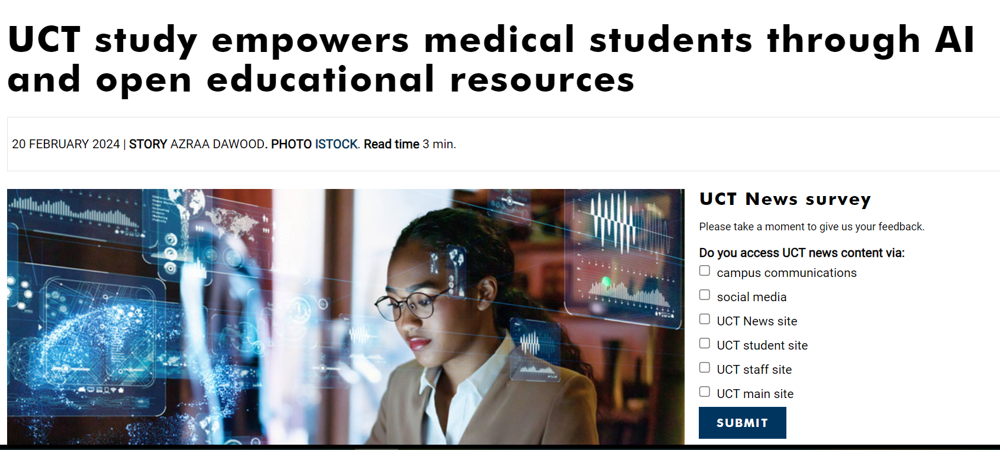 UCT study empowers medical students through AI
and open educational resources
20 FEBRUARY 2024 | STORY AZRAA DAWOOD. PHOTO ISTOCK. Read time 3 min.
UCT News survey
Please take a moment to give us your feedback.
Do you access UCT news content via:
campus communications
social media
UCT News site
UCT student site
UCT staff site
UCT main site
SUBMIT